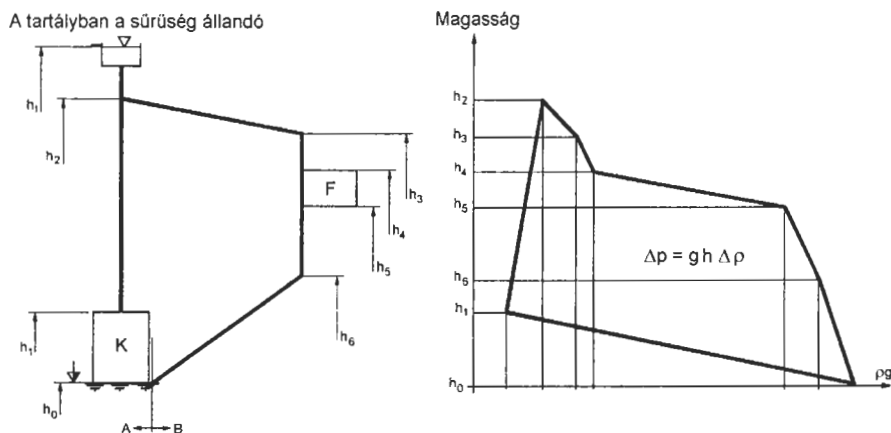 A tartályban a sűrűség állandó
h₁
h₂
F
h₃
h₄
h₅
h₆
h₁
K
h₀
A
B
Magasság
h₂
h₃
h₄
h₅
h₆
h₁
h₀
Δp = g h Δρ
ρg